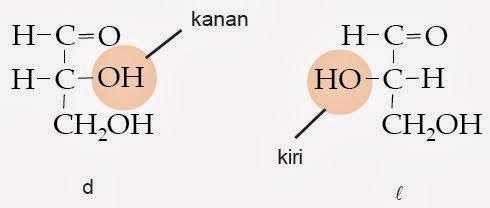 kanan
H–C=O
H–C–OH
CH₂OH
d
H–C=O
HO–C–H
CH₂OH
kiri
ℓ